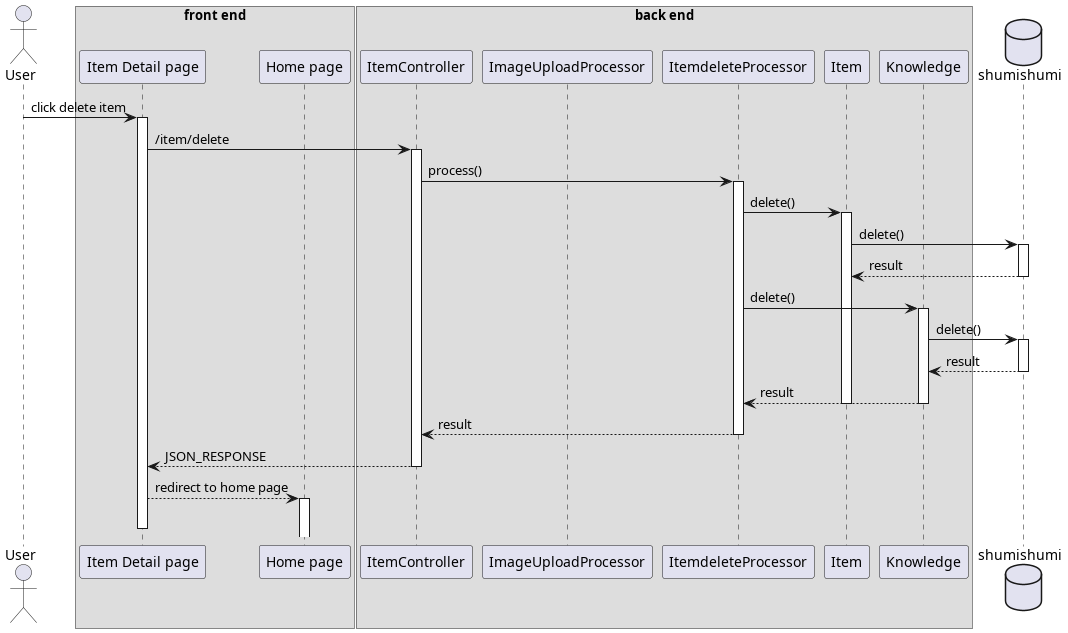 front end
back end
User
Item Detail page
Home page
ItemController
ImageUploadProcessor
ItemdeleteProcessor
Item
Knowledge
shumishumi
click delete item
/item/delete
process()
delete()
delete()
result
delete()
delete()
result
result
result
JSON_RESPONSE
redirect to home page
User
Item Detail page
Home page
ItemController
ImageUploadProcessor
ItemdeleteProcessor
Item
Knowledge
shumishumi